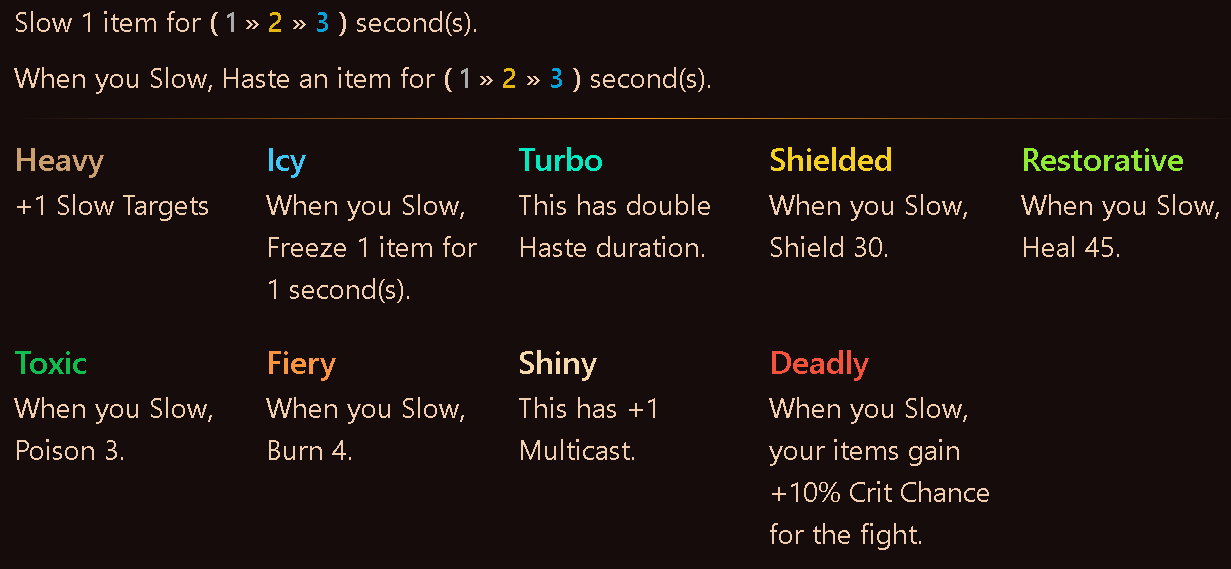 Slow 1 item for ( 1 » 2 » 3 ) second(s).
When you Slow, Haste an item for ( 1 » 2 » 3 ) second(s).
Heavy
+1 Slow Targets
Icy
When you Slow,
Freeze 1 item for
1 second(s).
Turbo
This has double
Haste duration.
Shielded
When you Slow,
Shield 30.
Restorative
When you Slow,
Heal 45.
Toxic
When you Slow,
Poison 3.
Fiery
When you Slow,
Burn 4.
Shiny
This has +1
Multicast.
Deadly
When you Slow,
your items gain
+10% Crit Chance
for the fight.